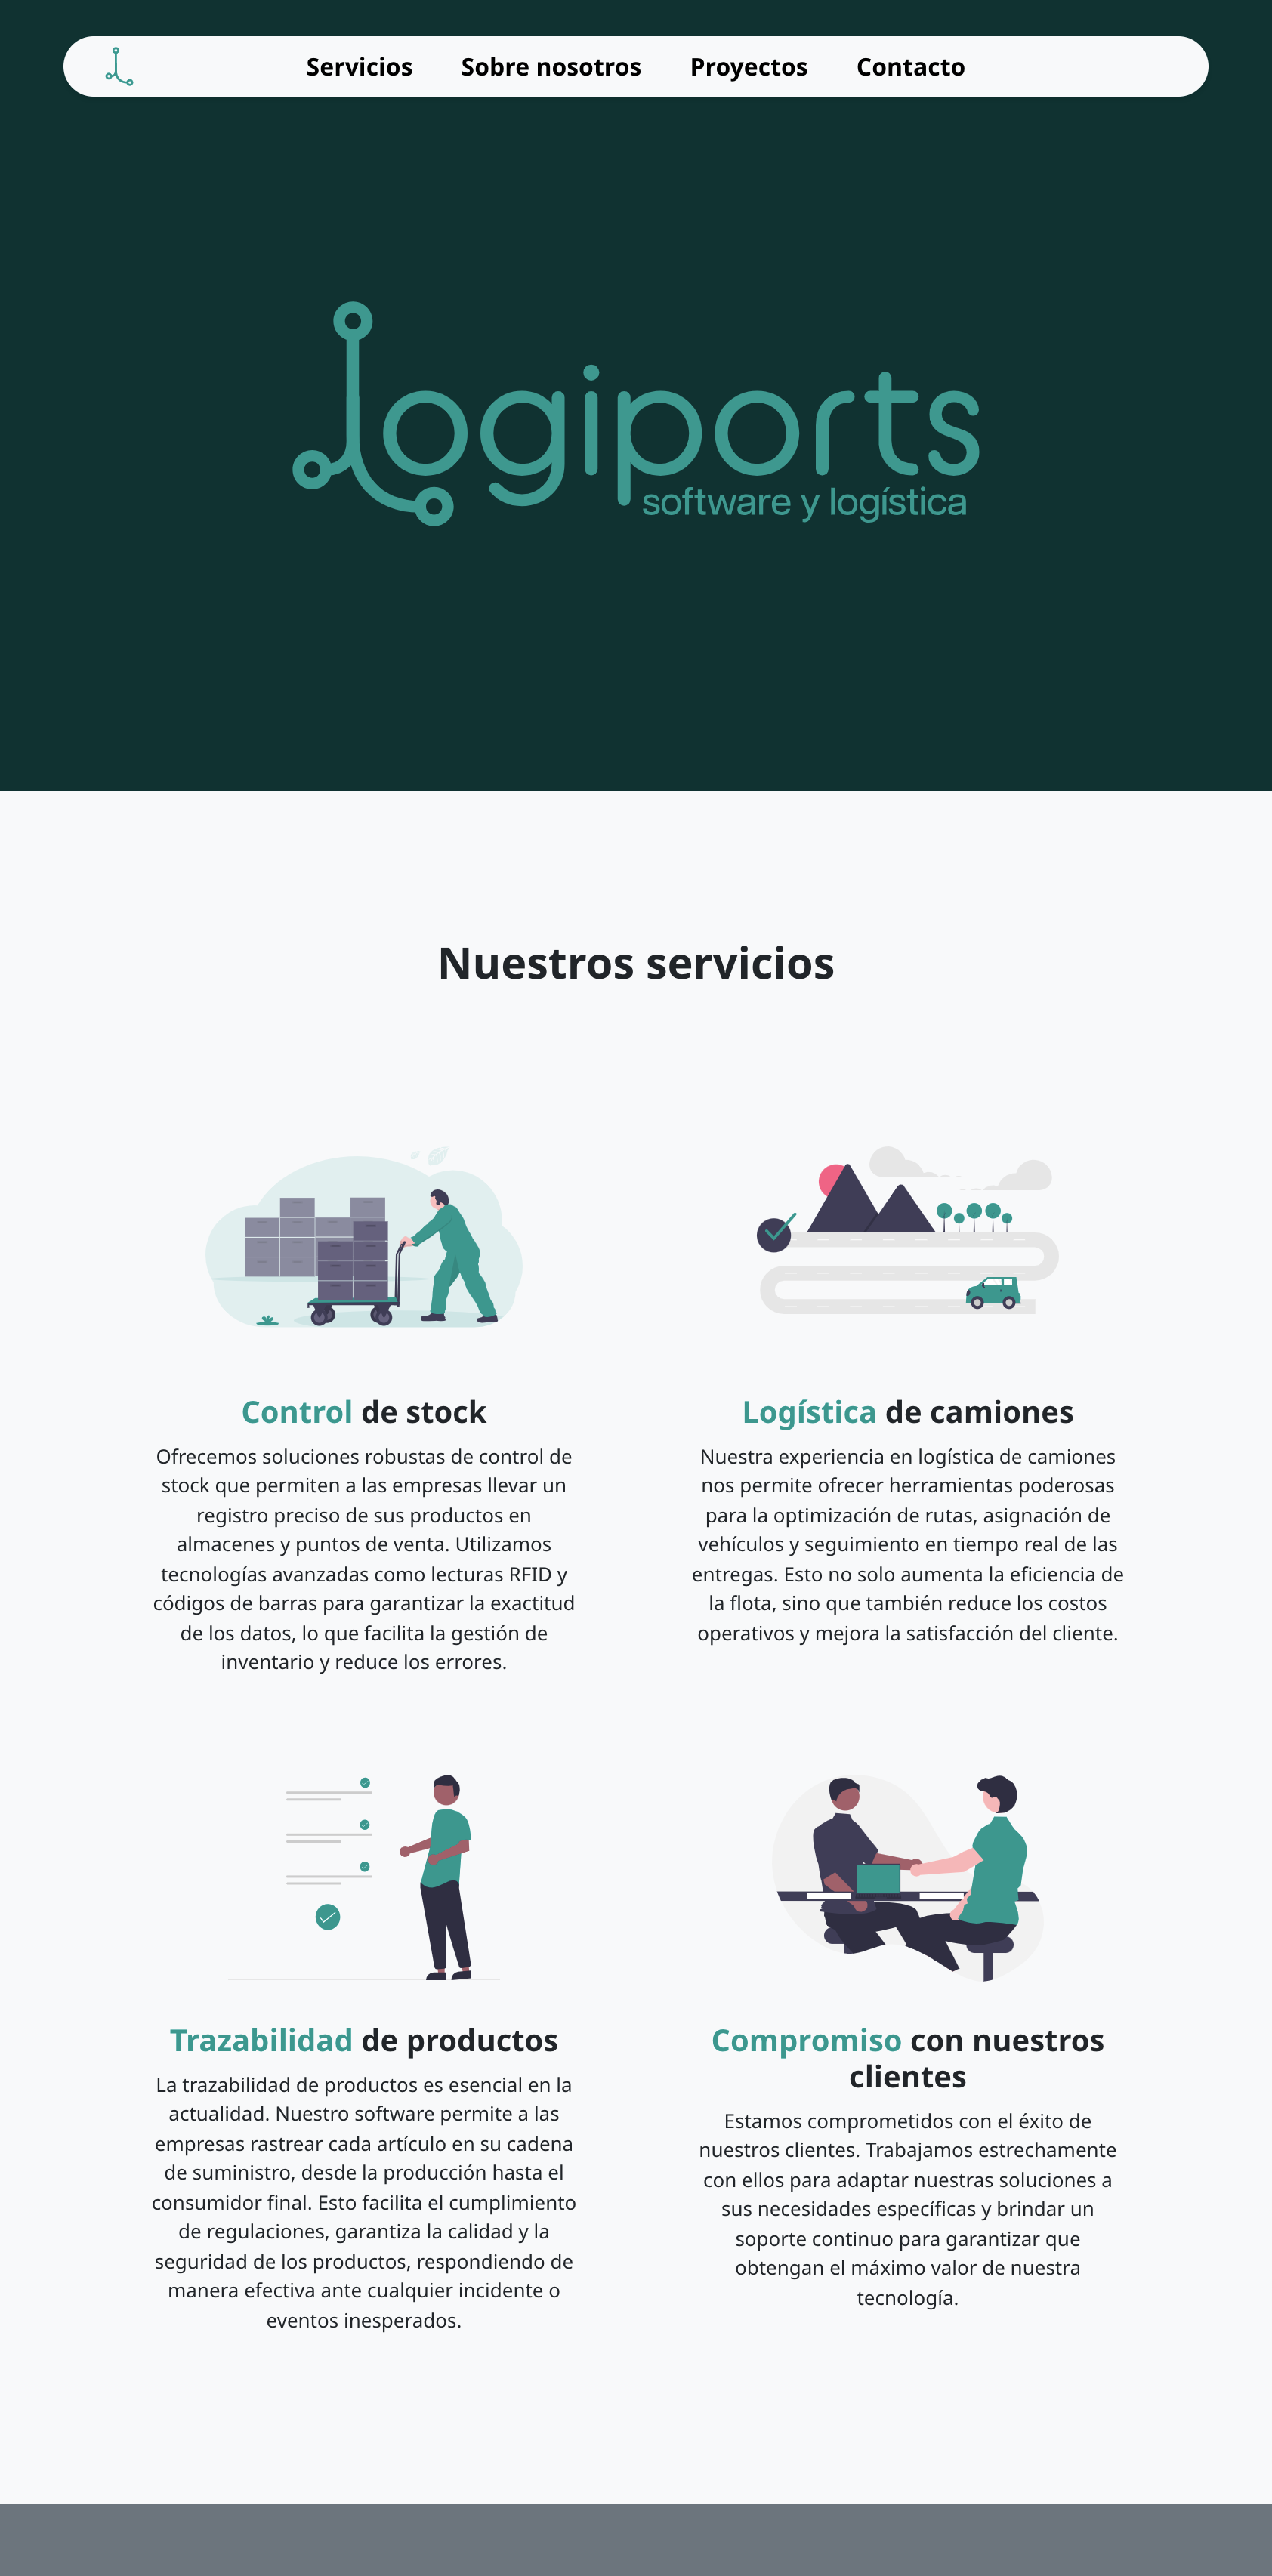 Servicios Sobre nosotros Proyectos Contacto
Logiports
software y logística
Nuestros servicios
Control de stock
Ofrecemos soluciones robustas de control de
stock que permiten a las empresas llevar un
registro preciso de sus productos en
almacenes y puntos de venta. Utilizamos
tecnologías avanzadas como lecturas RFID y
códigos de barras para garantizar la exactitud
de los datos, lo que facilita la gestión de
inventario y reduce los errores.
Logística de camiones
Nuestra experiencia en logística de camiones
nos permite ofrecer herramientas poderosas
para la optimización de rutas, asignación de
vehículos y seguimiento en tiempo real de las
entregas. Esto no solo aumenta la eficiencia de
la flota, sino que también reduce los costos
operativos y mejora la satisfacción del cliente.
Trazabilidad de productos
La trazabilidad de productos es esencial en la
actualidad. Nuestro software permite a las
empresas rastrear cada artículo en su cadena
de suministro, desde la producción hasta el
consumidor final. Esto facilita el cumplimiento
de regulaciones, garantiza la calidad y la
seguridad de los productos, respondiendo de
manera efectiva ante cualquier incidente o
eventos inesperados.
Compromiso con nuestros
clientes
Estamos comprometidos con el éxito de
nuestros clientes. Trabajamos estrechamente
con ellos para adaptar nuestras soluciones a
sus necesidades específicas y brindar un
soporte continuo para garantizar que
obtengan el máximo valor de nuestra
tecnología.